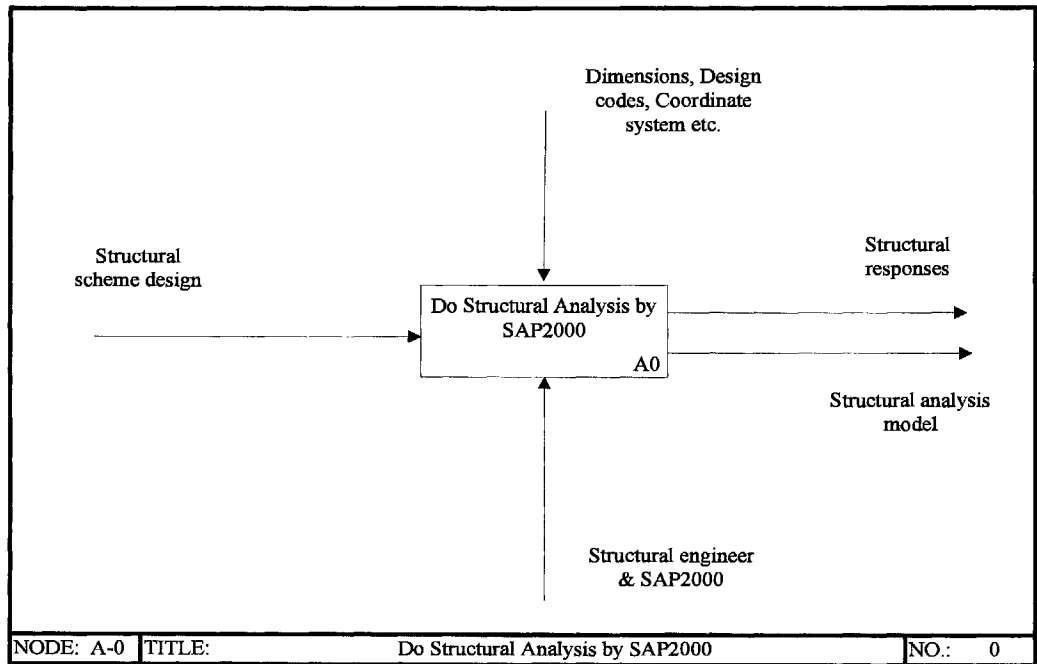 Dimensions, Design
codes, Coordinate
system etc.
Structural
scheme design
Structural
responses
Do Structural Analysis by
SAP2000
A0
Structural analysis
model
Structural engineer
& SAP2000
NODE: A-0 TITLE: Do Structural Analysis by SAP2000 NO.: 0